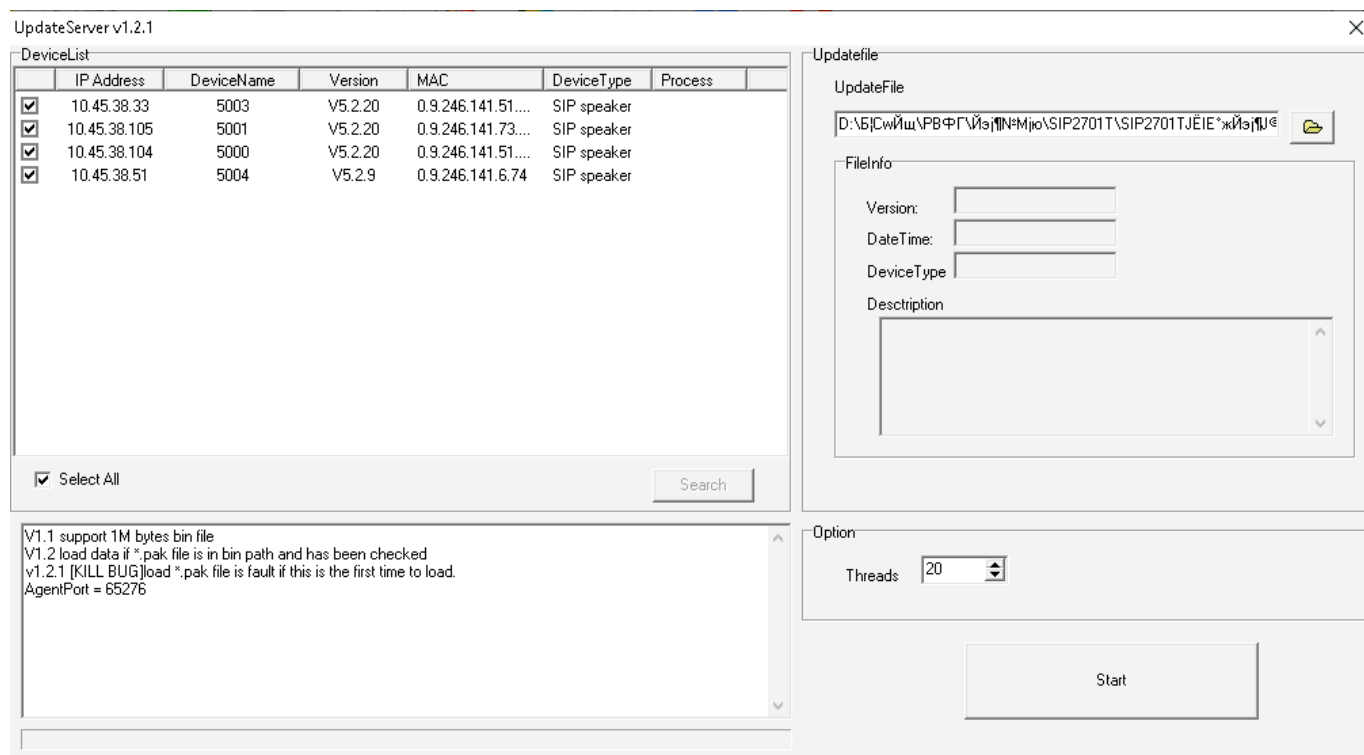 UpdateServer v1.2.1
DeviceList
IP Address DeviceName Version MAC DeviceType Process
10.45.38.33 5003 V5.2.20 0.9.246.141.51.... SIP speaker
10.45.38.105 5001 V5.2.20 0.9.246.141.73.... SIP speaker
10.45.38.104 5000 V5.2.20 0.9.246.141.51.... SIP speaker
10.45.38.51 5004 V5.2.9 0.9.246.141.6.74 SIP speaker
Select All
Search
V1.1 support 1M bytes bin file
V1.2 load data if *.pak file is in bin path and has been checked
v1.2.1 [KILL BUG]load *.pak file is fault if this is the first time to load.
AgentPort = 65276
Updatefile
UpdateFile
FileInfo
Version:
DateTime:
DeviceType
Desctription
Option
Threads 20
Start